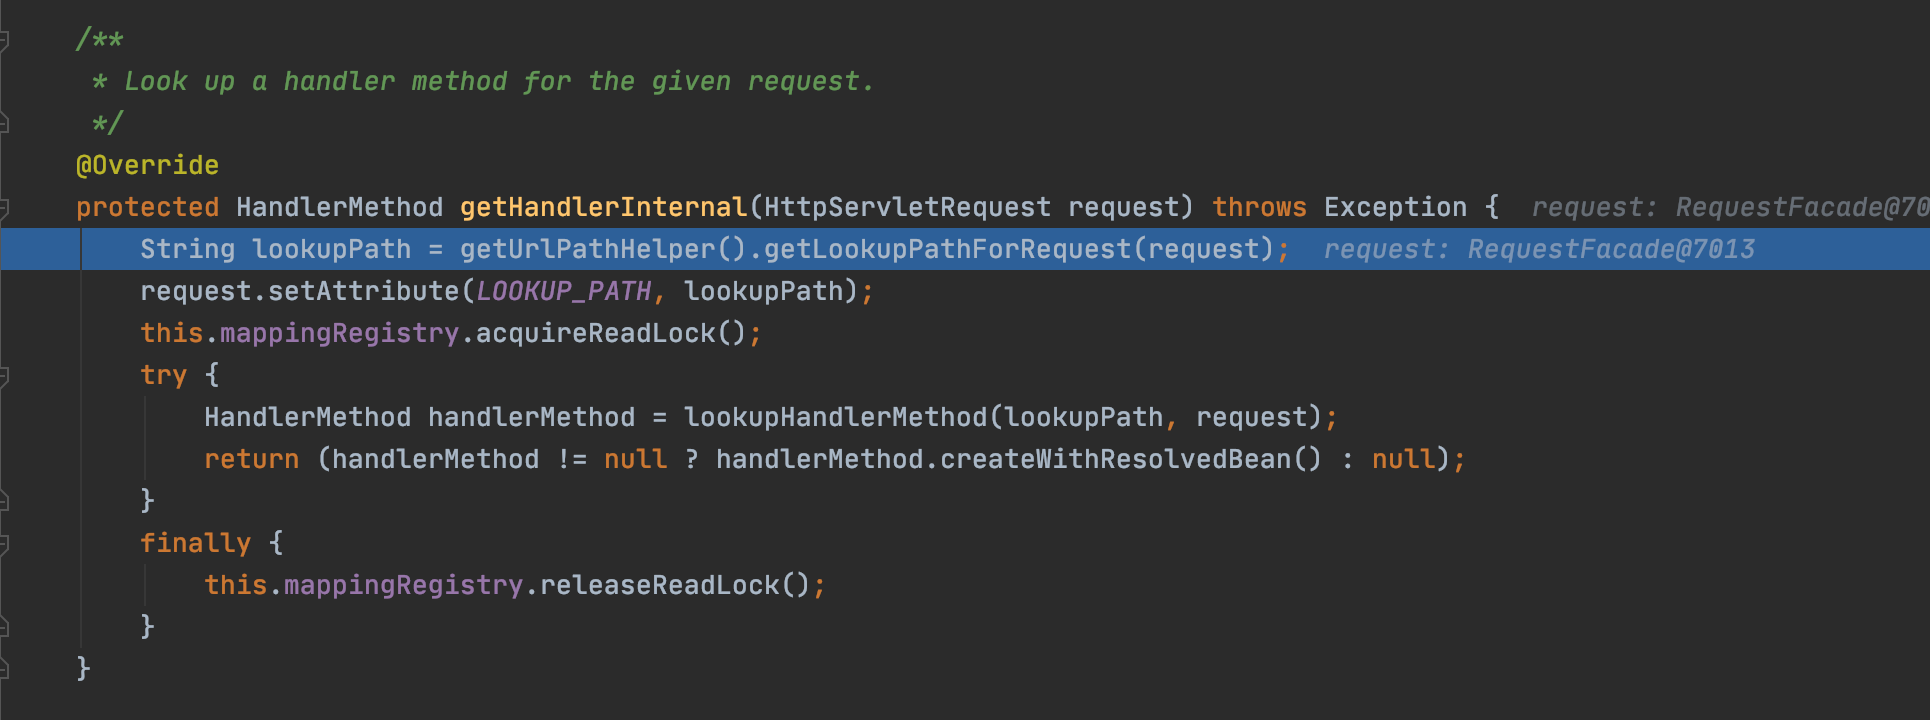 /**
 * Look up a handler method for the given request.
 */
@Override
protected HandlerMethod getHandlerInternal(HttpServletRequest request) throws Exception {  request: RequestFacade@70
    String lookupPath = getUrlPathHelper().getLookupPathForRequest(request);  request: RequestFacade@7013
    request.setAttribute(LOOKUP_PATH, lookupPath);
    this.mappingRegistry.acquireReadLock();
    try {
        HandlerMethod handlerMethod = lookupHandlerMethod(lookupPath, request);
        return (handlerMethod != null ? handlerMethod.createWithResolvedBean() : null);
    }
    finally {
        this.mappingRegistry.releaseReadLock();
    }
}